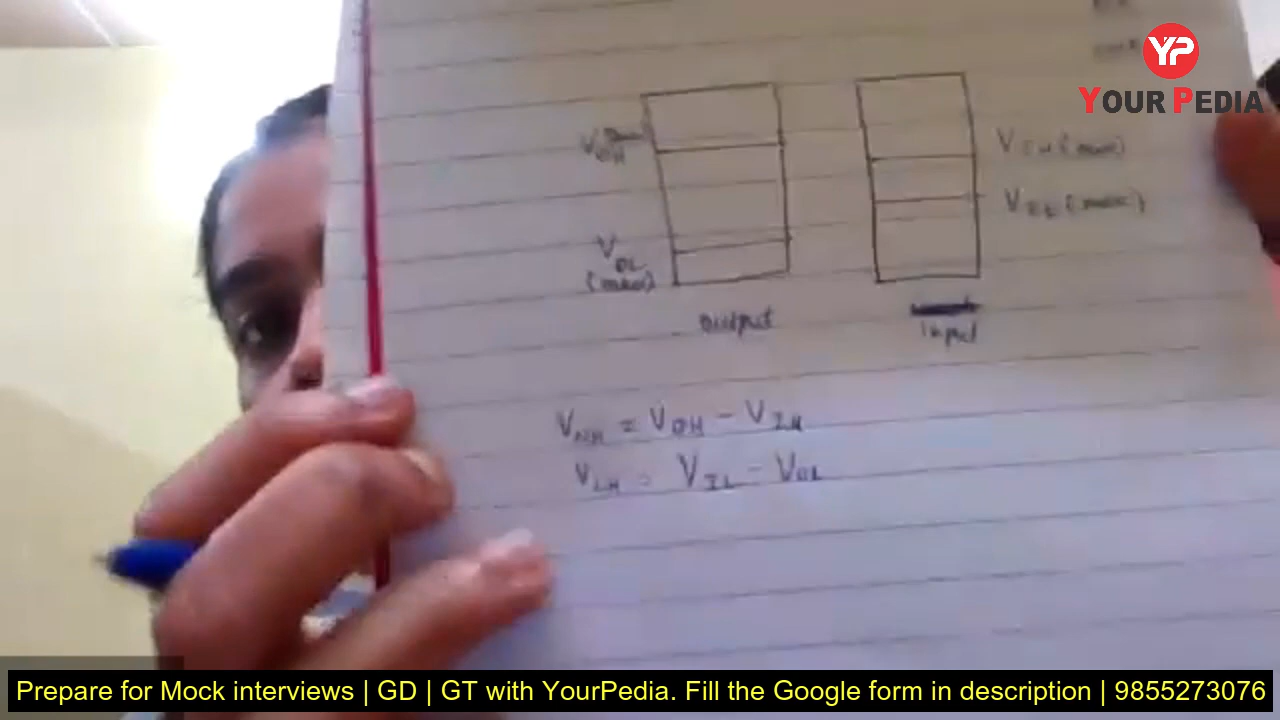 YP
YOUR PEDIA
VOH
VIH (min)
VIL (max)
VOL
(max)
output
input
VNH = VOH - VIH
VLH = VIL - VOL
Prepare for Mock interviews | GD | GT with YourPedia. Fill the Google form in description | 9855273076